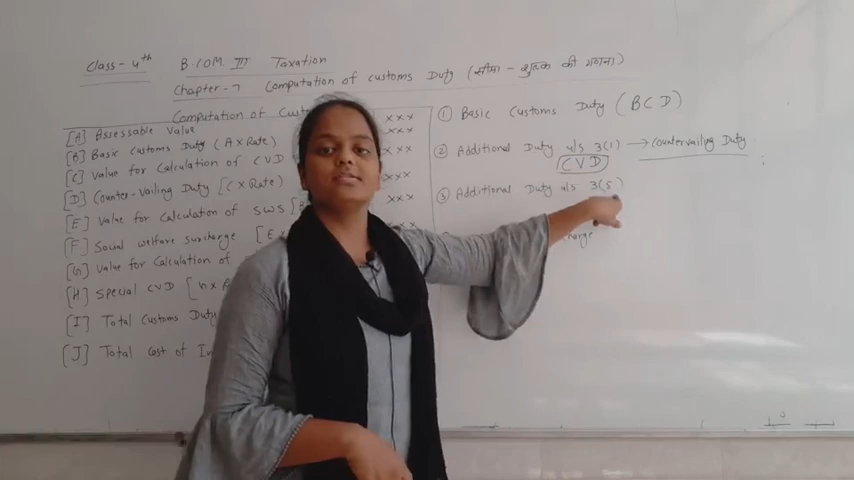 Class - 4th B.COM III Taxation
Chapter-7 Computation of Customs Duty (सीमा - शुल्क की गणना)
Computation of Cust
[A] Assessable Value xxx
[B] Basic customs Duty (A x Rate) xxx
[C] Value for Calculation of CVD xxx
[D] Counter-Vailing Duty [C x Rate) xxx
[E] Value for Calculation of SWS xxx
[F] Social welfare surcharge [E xxx
[G] Value for Calculation of
[H] Special CVD
[I] Total Customs Duty
[J] Total Cost of
① Basic Customs Duty (BCD)
② Additional Duty u/s 3(1) → Countervailing Duty
(CVD)
③ Additional Duty u/s 3(5)
charge